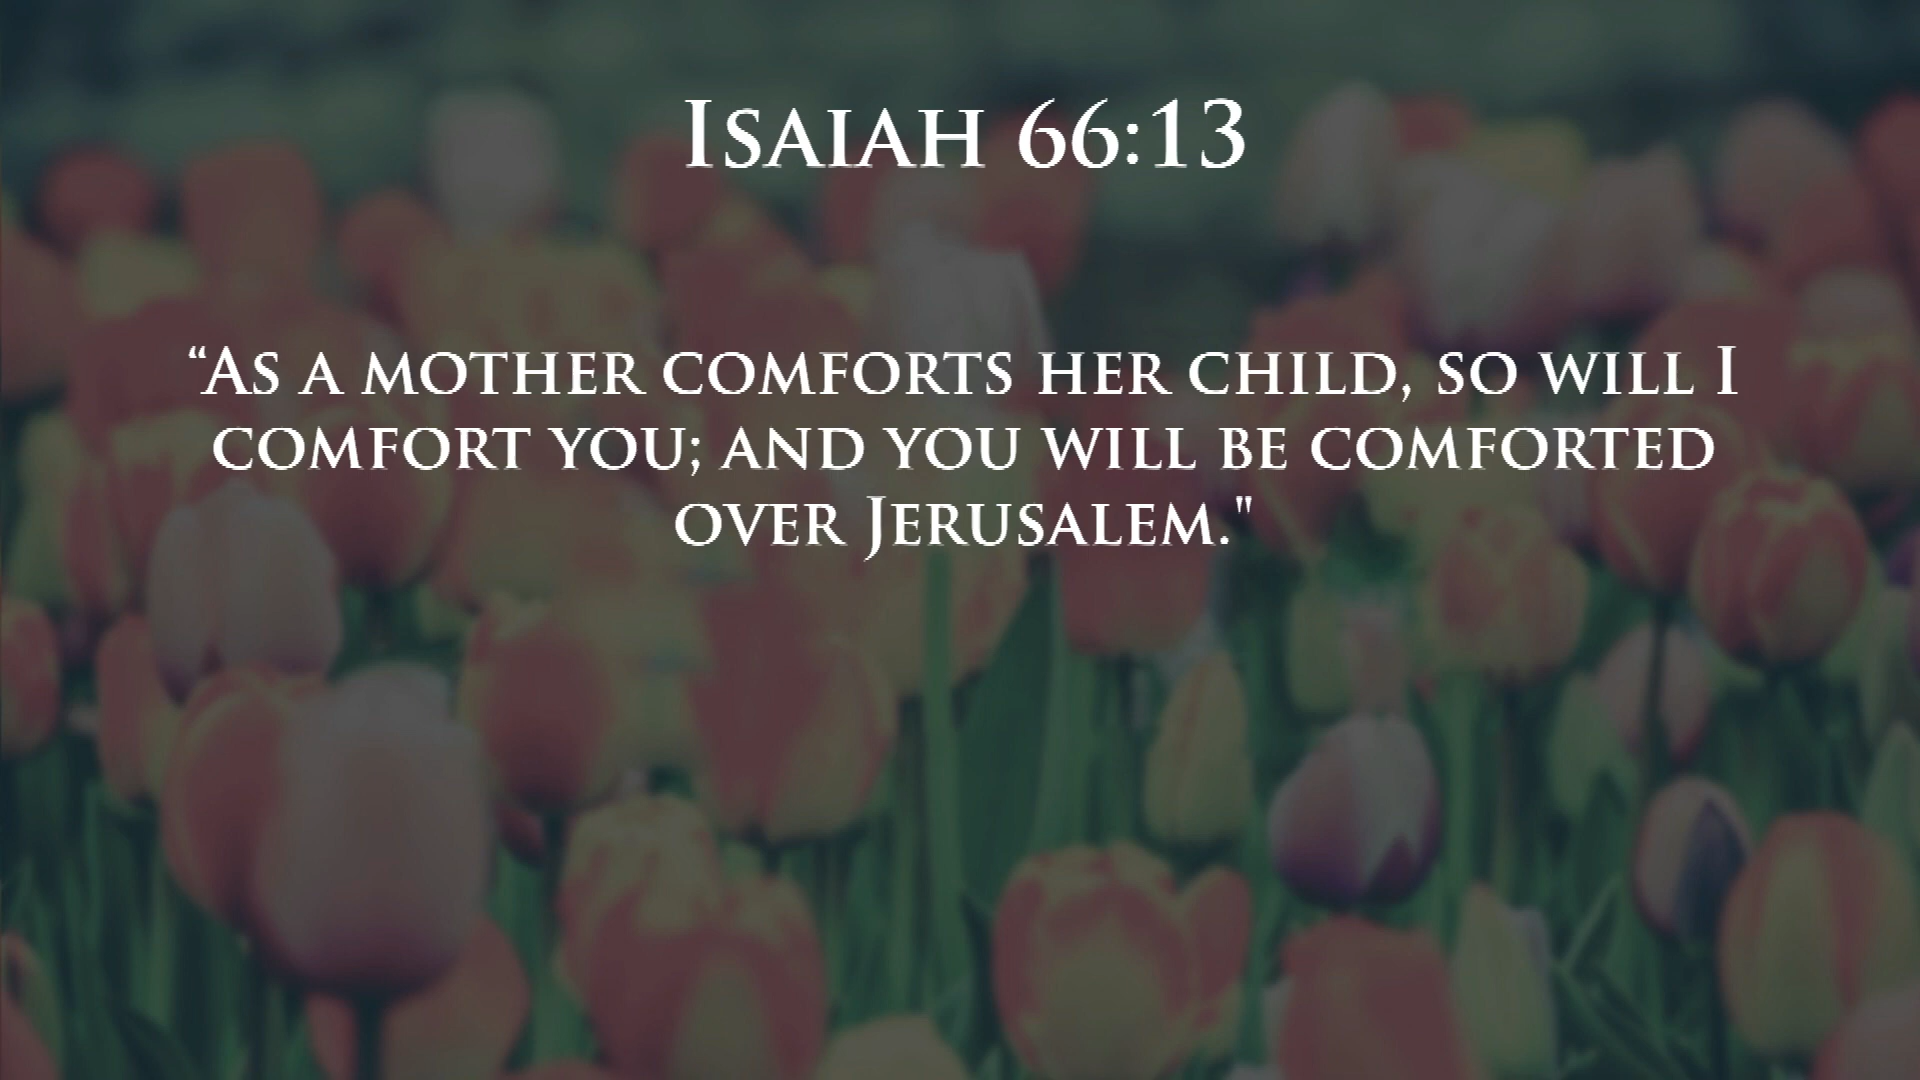 Isaiah 66:13
“As a mother comforts her child, so will I
comfort you; and you will be comforted
over Jerusalem."